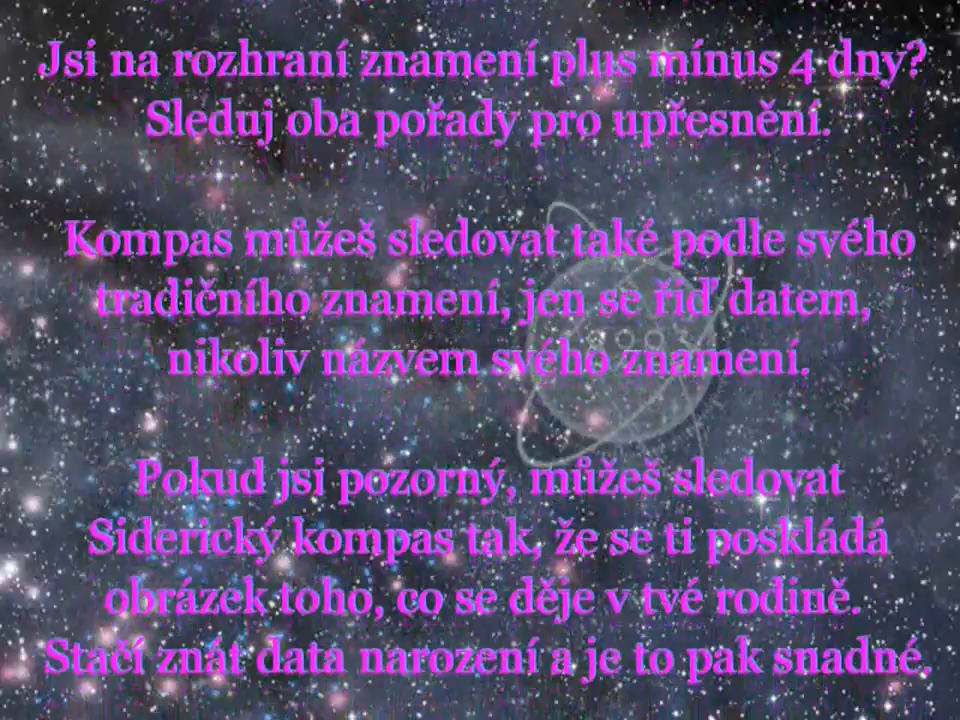 Jsi na rozhraní znamení plus mínus 4 dny?
Sleduj oba pořady pro upřesnění.
Kompas můžeš sledovat také podle svého
tradičního znamení, jen se řiď datem,
nikoliv názvem svého znamení.
Pokud jsi pozorný, můžeš sledovat
Siderický kompas tak, že se ti poskládá
obrázek toho, co se děje v tvé rodině.
Stačí znát data narození a je to pak snadné.